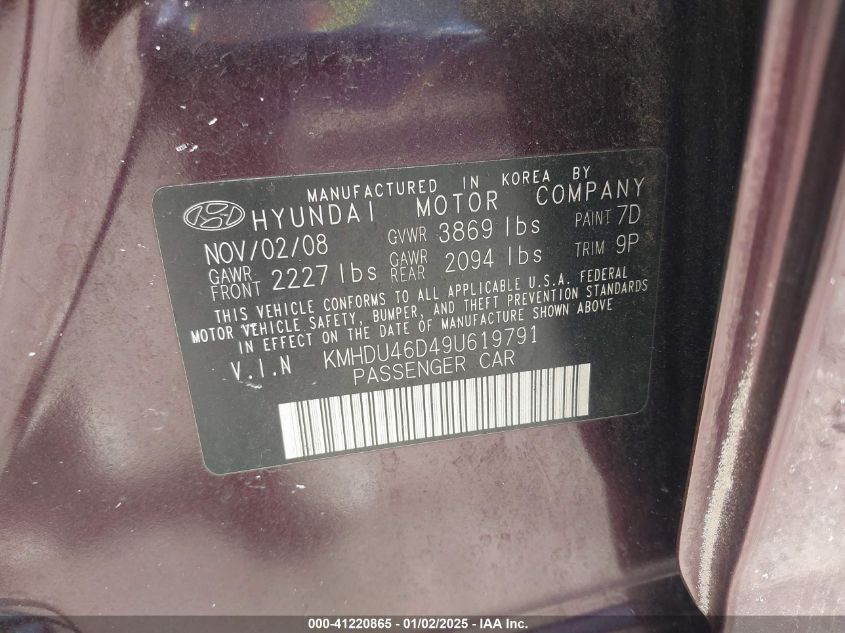 MANUFACTURED IN KOREA BY
HYUNDAI MOTOR COMPANY
NOV/02/08 GVWR 3869 lbs PAINT 7D
GAWR FRONT 2227 lbs GAWR REAR 2094 lbs TRIM 9P
THIS VEHICLE CONFORMS TO ALL APPLICABLE U.S.A. FEDERAL
MOTOR VEHICLE SAFETY, BUMPER, AND THEFT PREVENTION STANDARDS
IN EFFECT ON THE DATE OF MANUFACTURE SHOWN ABOVE
V.I.N KMHDU46D49U619791
PASSENGER CAR
000-41220865 - 01/02/2025 - IAA Inc.